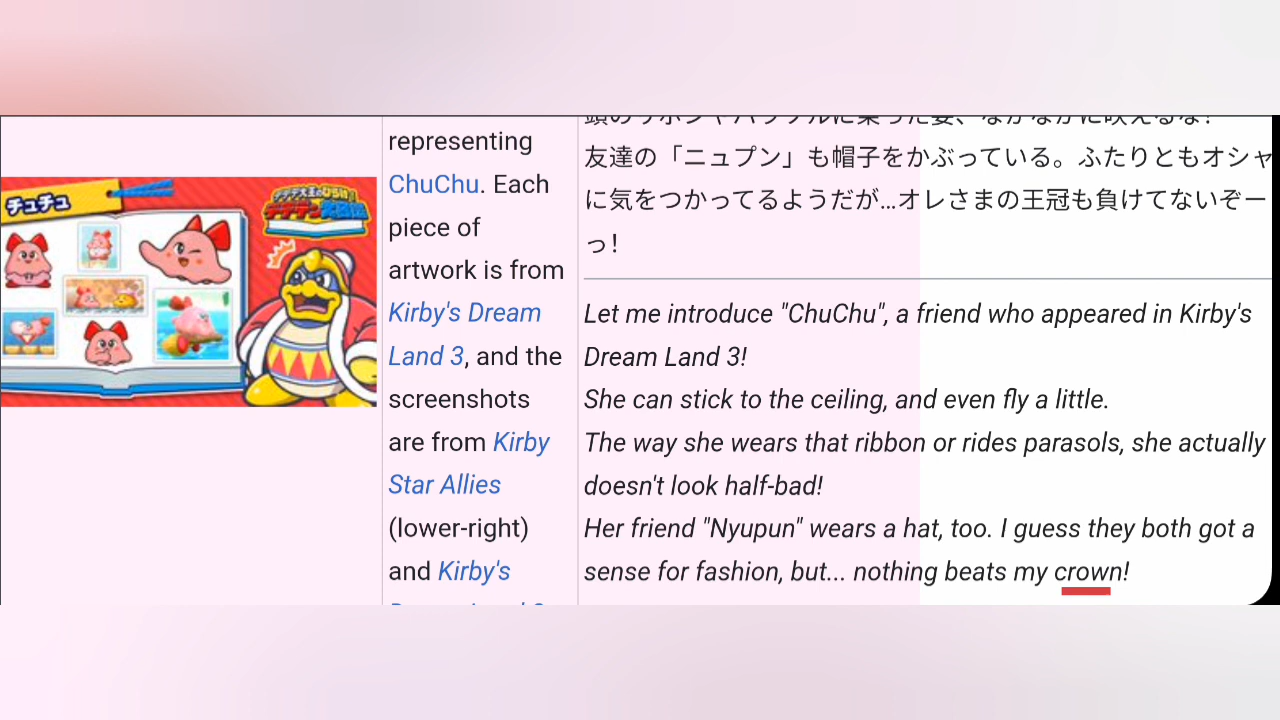 チュチュ
representing
ChuChu. Each
piece of
artwork is from
Kirby's Dream
Land 3, and the
screenshots
are from Kirby
Star Allies
(lower-right)
and Kirby's
友達の「ニュプン」も帽子をかぶっている。ふたりともオシャ
に気をつかってるようだが...オレさまの王冠も負けてないぞー
っ!
Let me introduce "ChuChu", a friend who appeared in Kirby's
Dream Land 3!
She can stick to the ceiling, and even fly a little.
The way she wears that ribbon or rides parasols, she actually
doesn't look half-bad!
Her friend "Nyupun" wears a hat, too. I guess they both got a
sense for fashion, but... nothing beats my crown!